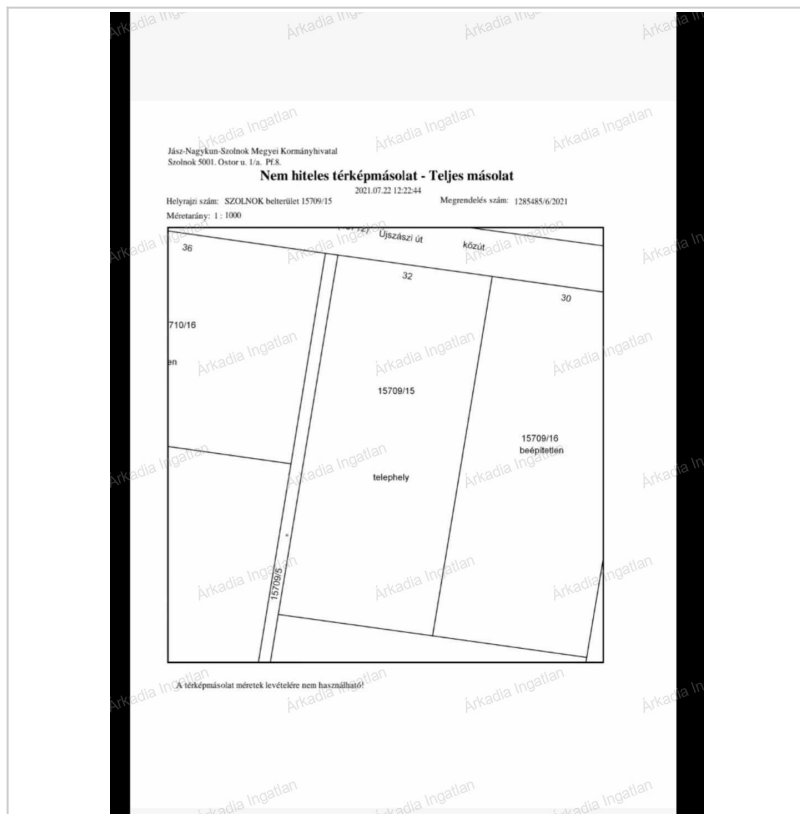 Jász-Nagykun-Szolnok Megyei Kormányhivatal
Szolnok 5001. Ostor u. 1/a. Pf.8.
Nem hiteles térképmásolat - Teljes másolat
2021.07.22 12:22:44
Helyrajzi szám: SZOLNOK belterület 15709/15
Megrendelés szám: 1285485/6/2021
Méretarány: 1 : 1000
Újszászi út
közút
36
32
30
710/16
en
15709/15
15709/16
beépítetlen
telephely
15709/5
A térképmásolat méretek levételére nem használható!
Árkadia Ingatlan